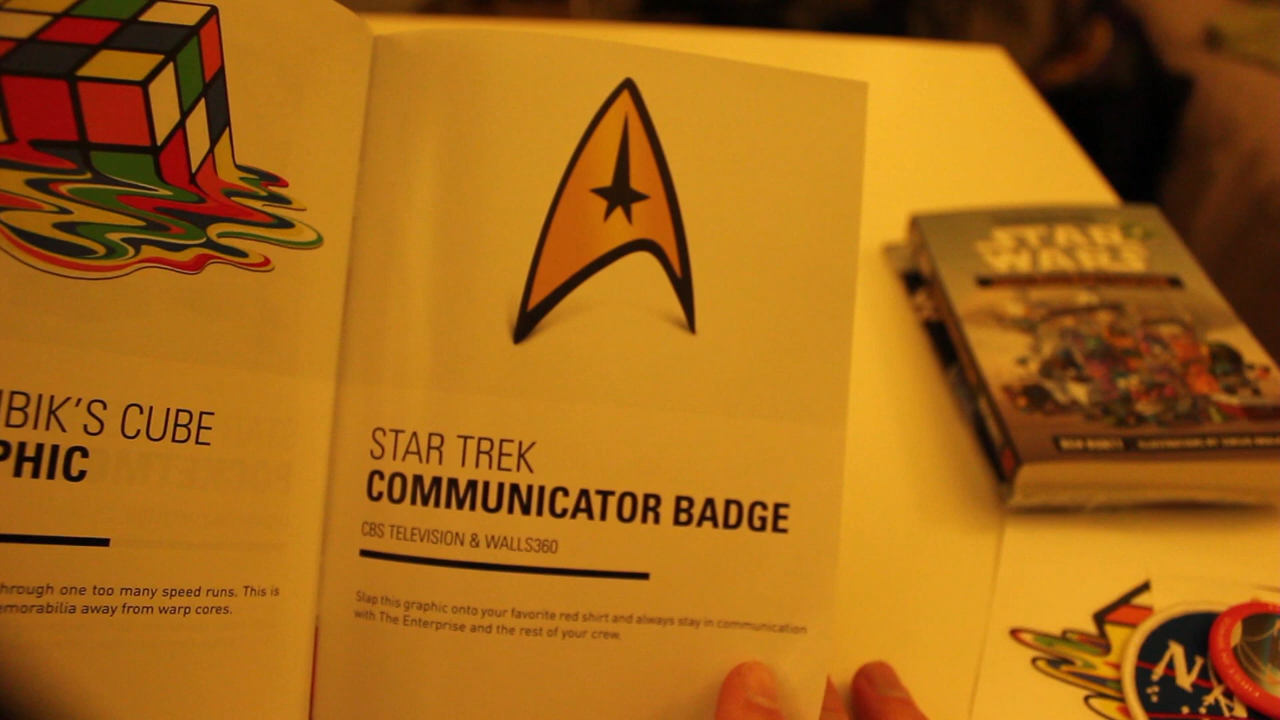 IBIK'S CUBE
PHIC
through one too many speed runs. This is
emorabilia away from warp cores.
STAR TREK
COMMUNICATOR BADGE
CBS TELEVISION & WALLS360
Slap this graphic onto your favorite red shirt and always stay in communication
with The Enterprise and the rest of your crew.
STAR
WARS